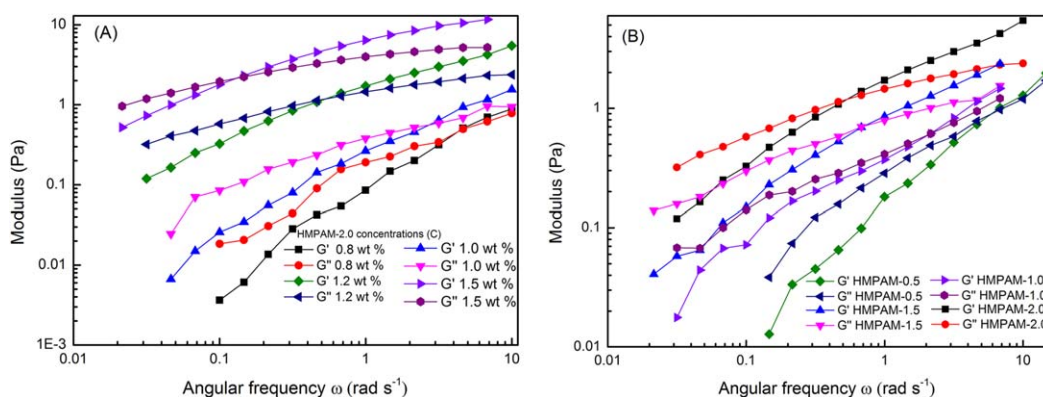 (A)
10
1
0.1
0.01
1E-3
Modulus (Pa)
HMPAM-2.0 concentrations (C)
G' 0.8 wt %
G" 0.8 wt %
G' 1.2 wt %
G" 1.2 wt %
G' 1.0 wt %
G" 1.0 wt %
G' 1.5 wt %
G" 1.5 wt %
0.01 0.1 1 10
Angular frequency ω (rad s⁻¹)
(B)
1
0.1
0.01
Modulus (Pa)
G' HMPAM-0.5
G" HMPAM-0.5
G' HMPAM-1.5
G" HMPAM-1.5
G' HMPAM-1.0
G" HMPAM-1.0
G' HMPAM-2.0
G" HMPAM-2.0
0.01 0.1 1 10
Angular frequency ω (rad s⁻¹)